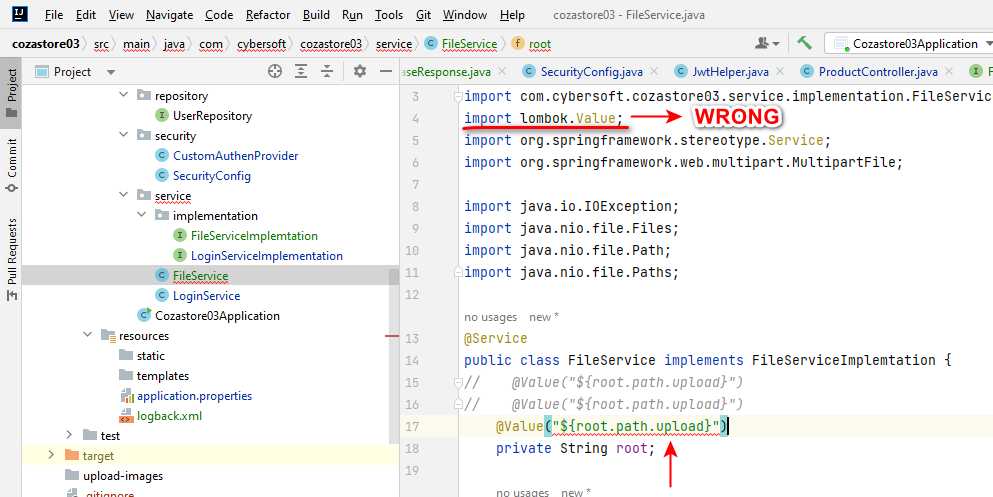 File Edit View Navigate Code Refactor Build Run Tools Git Window Help cozastore03 - FileService.java
cozastore03 src main java com cybersoft cozastore03 service FileService root Cozastore03Application
Project
aseResponse.java SecurityConfig.java JwtHelper.java ProductController.java F
Project
Commit
Pull Requests
repository
UserRepository
security
CustomAuthenProvider
SecurityConfig
service
implementation
FileServiceImplemtation
LoginServiceImplementation
FileService
LoginService
Cozastore03Application
resources
static
templates
application.properties
logback.xml
test
target
upload-images
.gitignore
3 import com.cybersoft.cozastore03.service.implementation.FileServic
4 import lombok.Value; WRONG
5 import org.springframework.stereotype.Service;
6 import org.springframework.web.multipart.MultipartFile;
7
8 import java.io.IOException;
9 import java.nio.file.Files;
10 import java.nio.file.Path;
11 import java.nio.file.Paths;
12
no usages new *
13 @Service
14 public class FileService implements FileServiceImplemtation {
15 // @Value("${root.path.upload}")
16 // @Value("${root.path.upload}")
17 @Value("${root.path.upload}")
18 private String root;
19
no usages new *